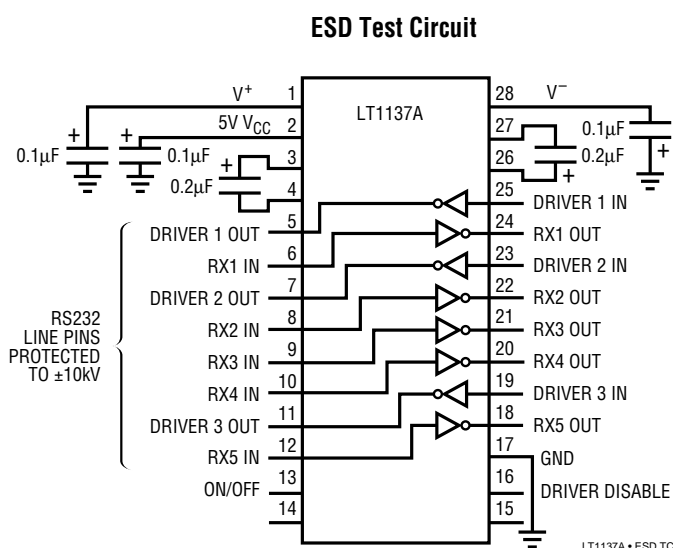 ESD Test Circuit
LT1137A
V+ 1
5V VCC 2
3
4
0.1µF
+
0.1µF
+
0.2µF
+
28 V–
27
26
0.1µF
+
0.2µF
+
DRIVER 1 OUT 5
RX1 IN 6
DRIVER 2 OUT 7
RX2 IN 8
RX3 IN 9
RX4 IN 10
DRIVER 3 OUT 11
RX5 IN 12
ON/OFF 13
14
RS232
LINE PINS
PROTECTED
TO ±10kV
25 DRIVER 1 IN
24 RX1 OUT
23 DRIVER 2 IN
22 RX2 OUT
21 RX3 OUT
20 RX4 OUT
19 DRIVER 3 IN
18 RX5 OUT
17 GND
16 DRIVER DISABLE
15
LT1137A • ESD TC